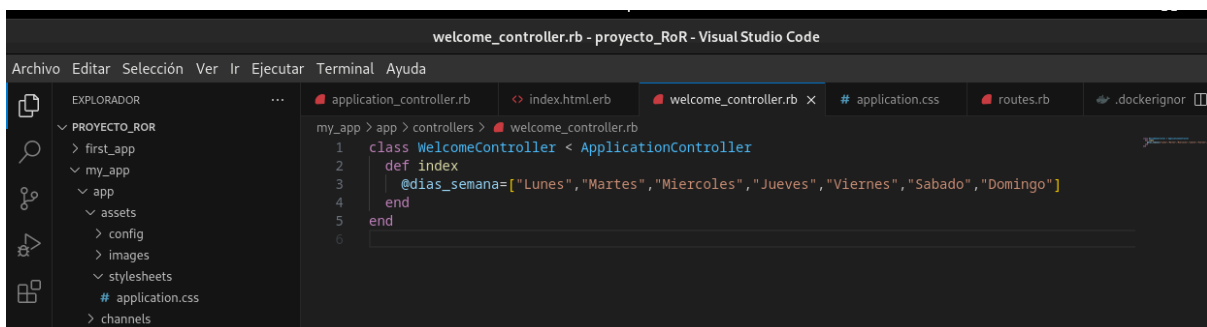 welcome_controller.rb - proyecto_RoR - Visual Studio Code
Archivo Editar Selección Ver Ir Ejecutar Terminal Ayuda
EXPLORADOR ... application_controller.rb <> index.html.erb welcome_controller.rb × # application.css routes.rb .dockerignor
PROYECTO_ROR
my_app > app > controllers > welcome_controller.rb
> first_app
my_app
app
assets
> config
> images
stylesheets
# application.css
> channels
1 class WelcomeController < ApplicationController
2 def index
3 @dias_semana=["Lunes","Martes","Miercoles","Jueves","Viernes","Sabado","Domingo"]
4 end
5 end
6